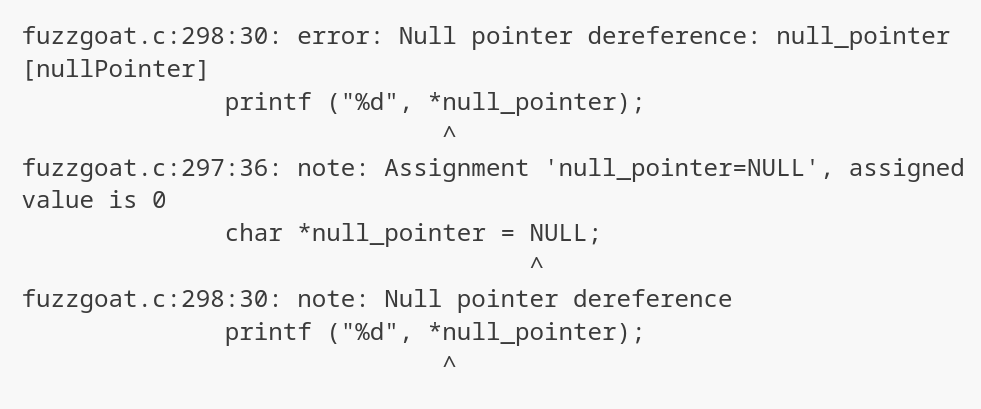 fuzzgoat.c:298:30: error: Null pointer dereference: null_pointer
[nullPointer]
              printf ("%d", *null_pointer);
                             ^
fuzzgoat.c:297:36: note: Assignment 'null_pointer=NULL', assigned
value is 0
              char *null_pointer = NULL;
                                   ^
fuzzgoat.c:298:30: note: Null pointer dereference
              printf ("%d", *null_pointer);
                             ^